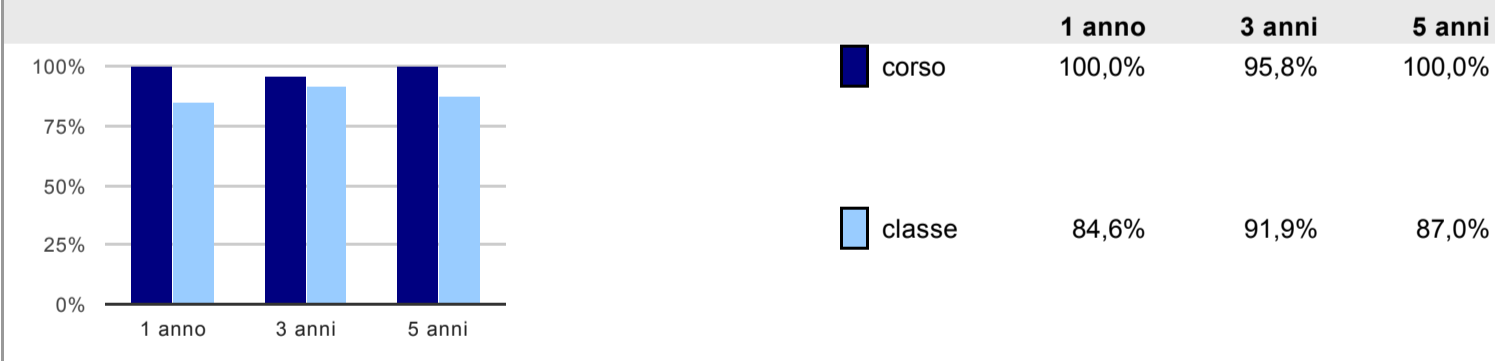 1 anno 3 anni 5 anni
100%
75%
50%
25%
0%
1 anno 3 anni 5 anni
corso 100,0% 95,8% 100,0%
classe 84,6% 91,9% 87,0%